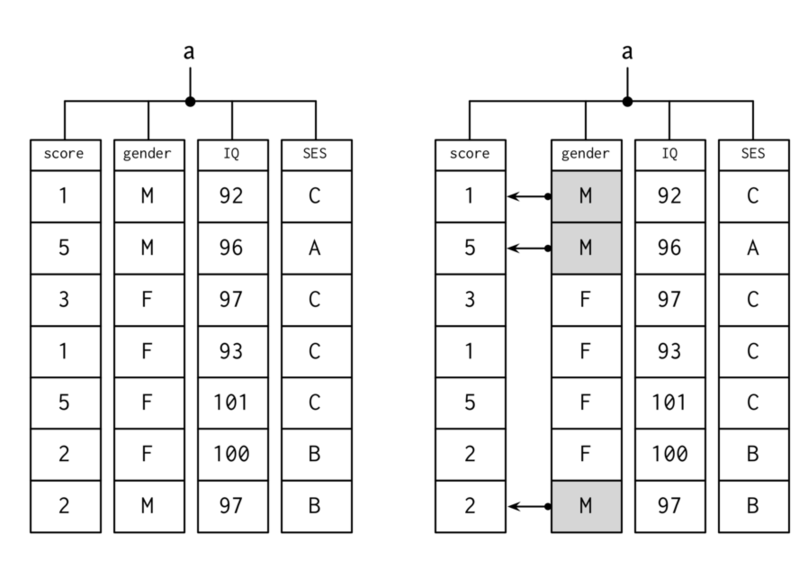 a a
score gender IQ SES score gender IQ SES
1 M 92 C 1 M 92 C
5 M 96 A 5 M 96 A
3 F 97 C 3 F 97 C
1 F 93 C 1 F 93 C
5 F 101 C 5 F 101 C
2 F 100 B 2 F 100 B
2 M 97 B 2 M 97 B